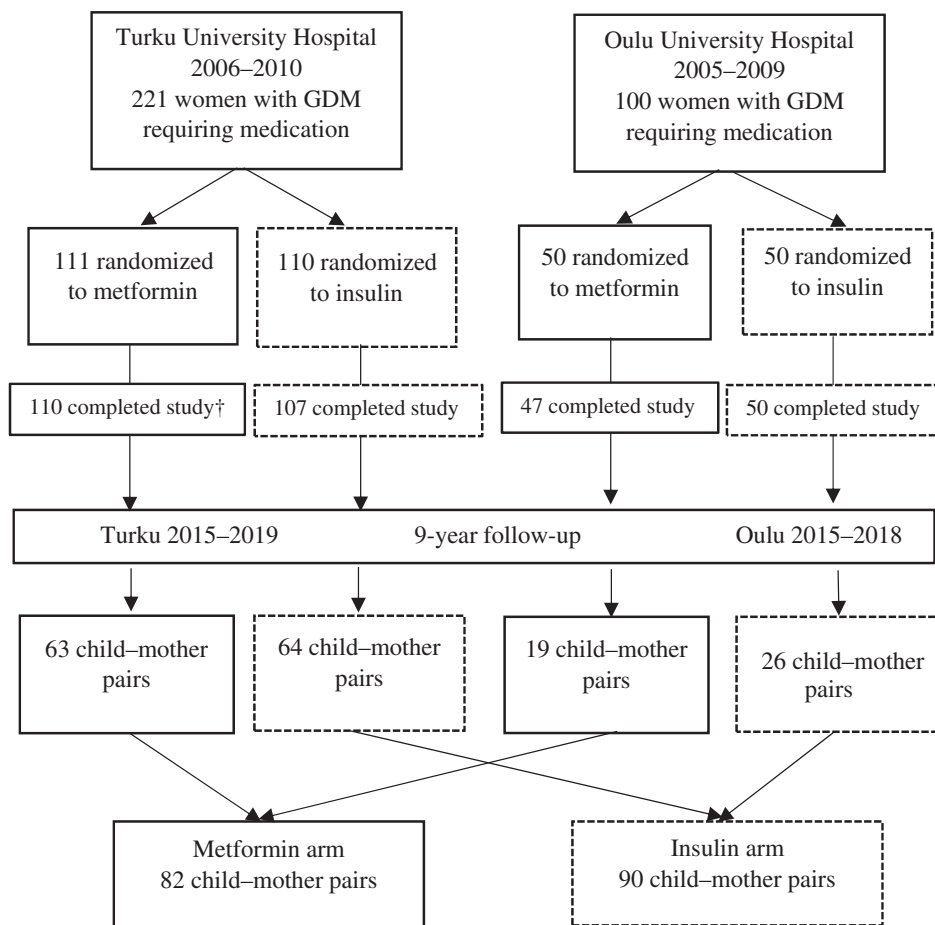 Turku University Hospital
2006–2010
221 women with GDM
requiring medication
Oulu University Hospital
2005–2009
100 women with GDM
requiring medication
111 randomized
to metformin
110 randomized
to insulin
50 randomized
to metformin
50 randomized
to insulin
110 completed study†
107 completed study
47 completed study
50 completed study
Turku 2015–2019 9-year follow-up Oulu 2015–2018
63 child–mother
pairs
64 child–mother
pairs
19 child–mother
pairs
26 child–mother
pairs
Metformin arm
82 child–mother pairs
Insulin arm
90 child–mother pairs